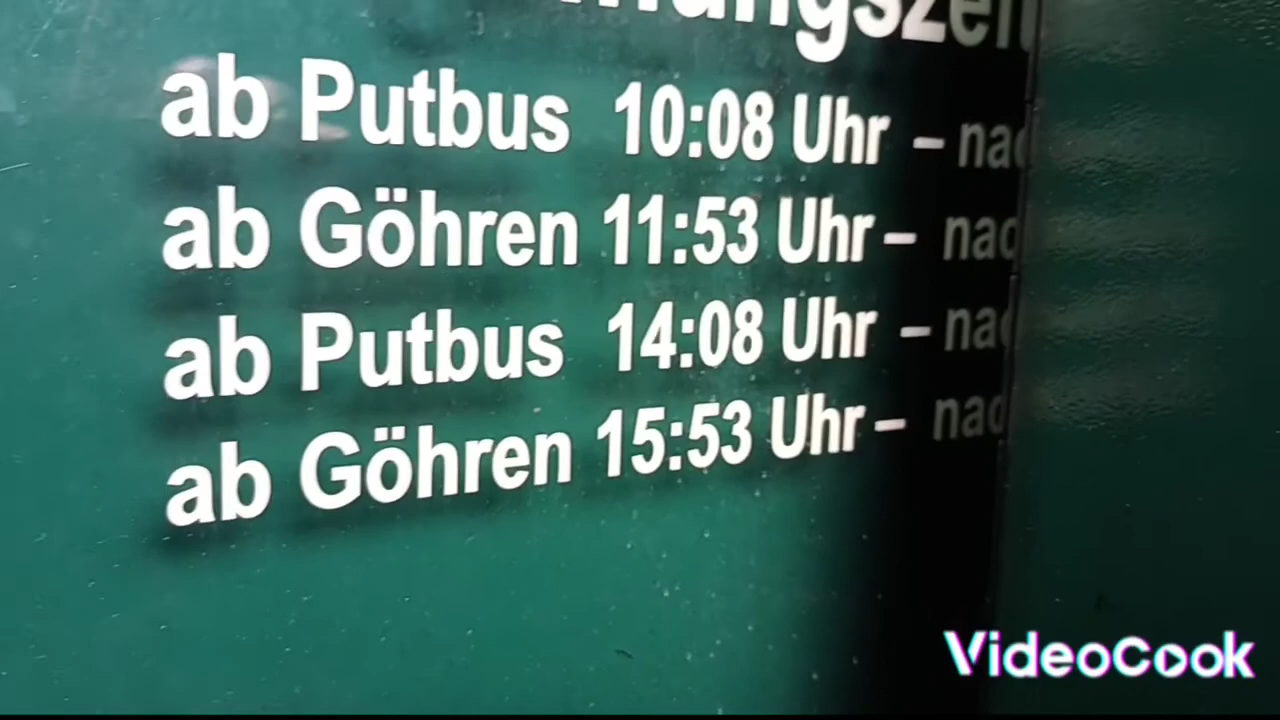 ab Putbus 10:08 Uhr –
ab Göhren 11:53 Uhr –
ab Putbus 14:08 Uhr –
ab Göhren 15:53 Uhr –
VideoCook